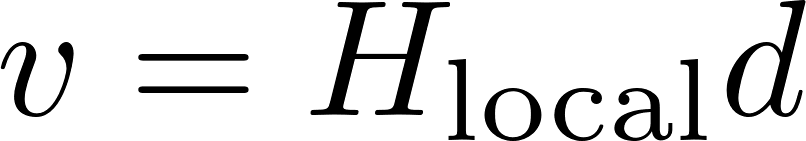 v = H_local d